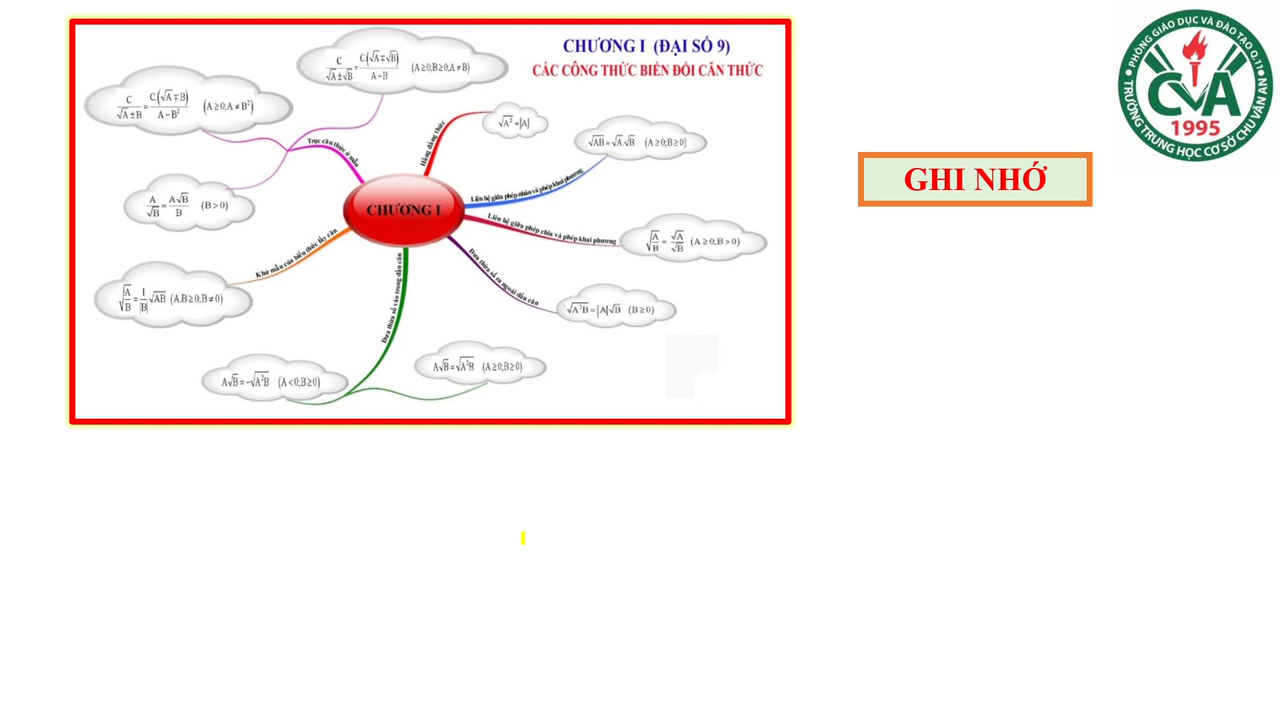 CHƯƠNG I (ĐẠI SỐ 9)
CÁC CÔNG THỨC BIẾN ĐỔI CĂN THỨC
C/(√A±√B) = C.(√A∓√B)/(A−B) (A≥0;B≥0,A≠B)
C/(√A±B) = C.(√A∓B)/(A−B²) (A≥0;A≠B²)
Trục căn thức ở mẫu
A/√B = A√B/B (B>0)
Hằng đẳng thức
√A² = |A|
Liên hệ giữa phép nhân và phép khai phương
√AB = √A.√B (A≥0;B≥0)
CHƯƠNG I
Liên hệ giữa phép chia và phép khai phương
√(A/B) = √A/√B (A≥0;B>0)
Khử mẫu của biểu thức lấy căn
√(A/B) = 1/|B| √AB (A.B≥0,B≠0)
Đưa thừa số ra ngoài dấu căn
√A²B = |A|√B (B≥0)
Đưa thừa số vào trong dấu căn
A√B = −√A²B (A<0;B≥0)
A√B = √A²B (A≥0;B≥0)
GHI NHỚ
PHÒNG GIÁO DỤC VÀ ĐÀO TẠO Q.11
CVA
1995
TRƯỜNG TRUNG HỌC CƠ SỞ CHU VĂN AN